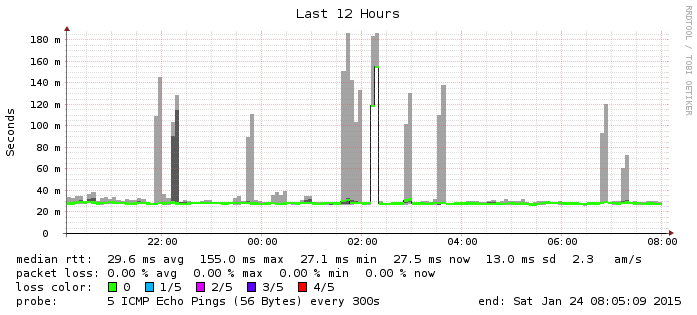 Last 12 Hours
RRDTOOL / TOBI OETIKER
Seconds
180 m
160 m
140 m
120 m
100 m
80 m
60 m
40 m
20 m
0
22:00 00:00 02:00 04:00 06:00 08:00
median rtt: 29.6 ms avg 155.0 ms max 27.1 ms min 27.5 ms now 13.0 ms sd 2.3 am/s
packet loss: 0.00 % avg 0.00 % max 0.00 % min 0.00 % now
loss color: 0 1/5 2/5 3/5 4/5
probe: 5 ICMP Echo Pings (56 Bytes) every 300s end: Sat Jan 24 08:05:09 2015